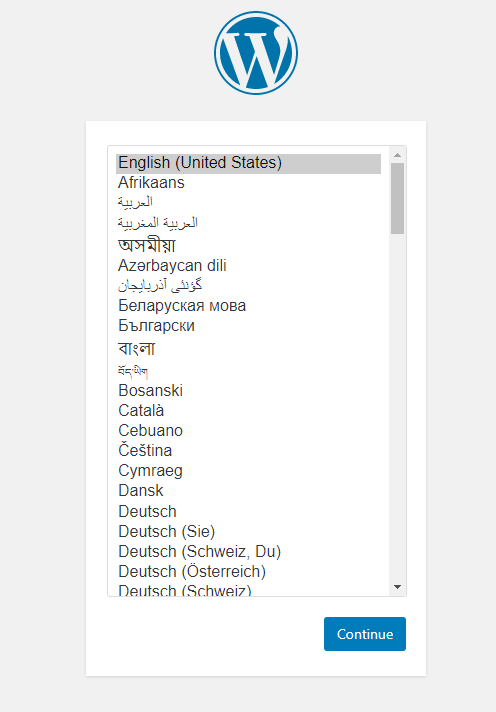 English (United States)
Afrikaans
العربية
العربية المغربية
অসমীয়া
Azərbaycan dili
گؤنئی آذربایجان
Беларуская мова
Български
বাংলা
བོད་ཡིག
Bosanski
Català
Cebuano
Čeština
Cymraeg
Dansk
Deutsch
Deutsch (Sie)
Deutsch (Schweiz, Du)
Deutsch (Österreich)
Deutsch (Schweiz)
Continue